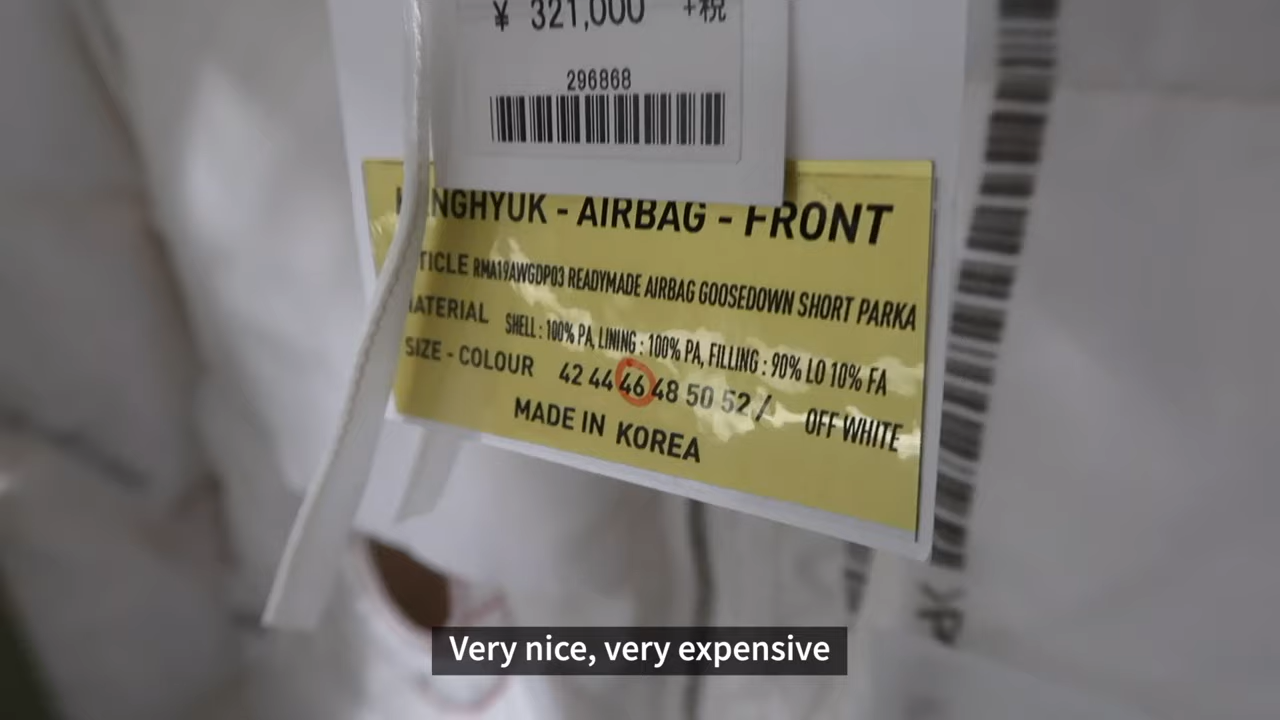 ¥ 321,000 +税
296868
NGHYUK - AIRBAG - FRONT
TICLE RMA19AWGDP03 READYMADE AIRBAG GOOSEDOWN SHORT PARKA
MATERIAL SHELL : 100% PA, LINING : 100% PA, FILLING : 90% LO 10% FA
SIZE - COLOUR 42 44 46 48 50 52 / OFF WHITE
MADE IN KOREA
Very nice, very expensive